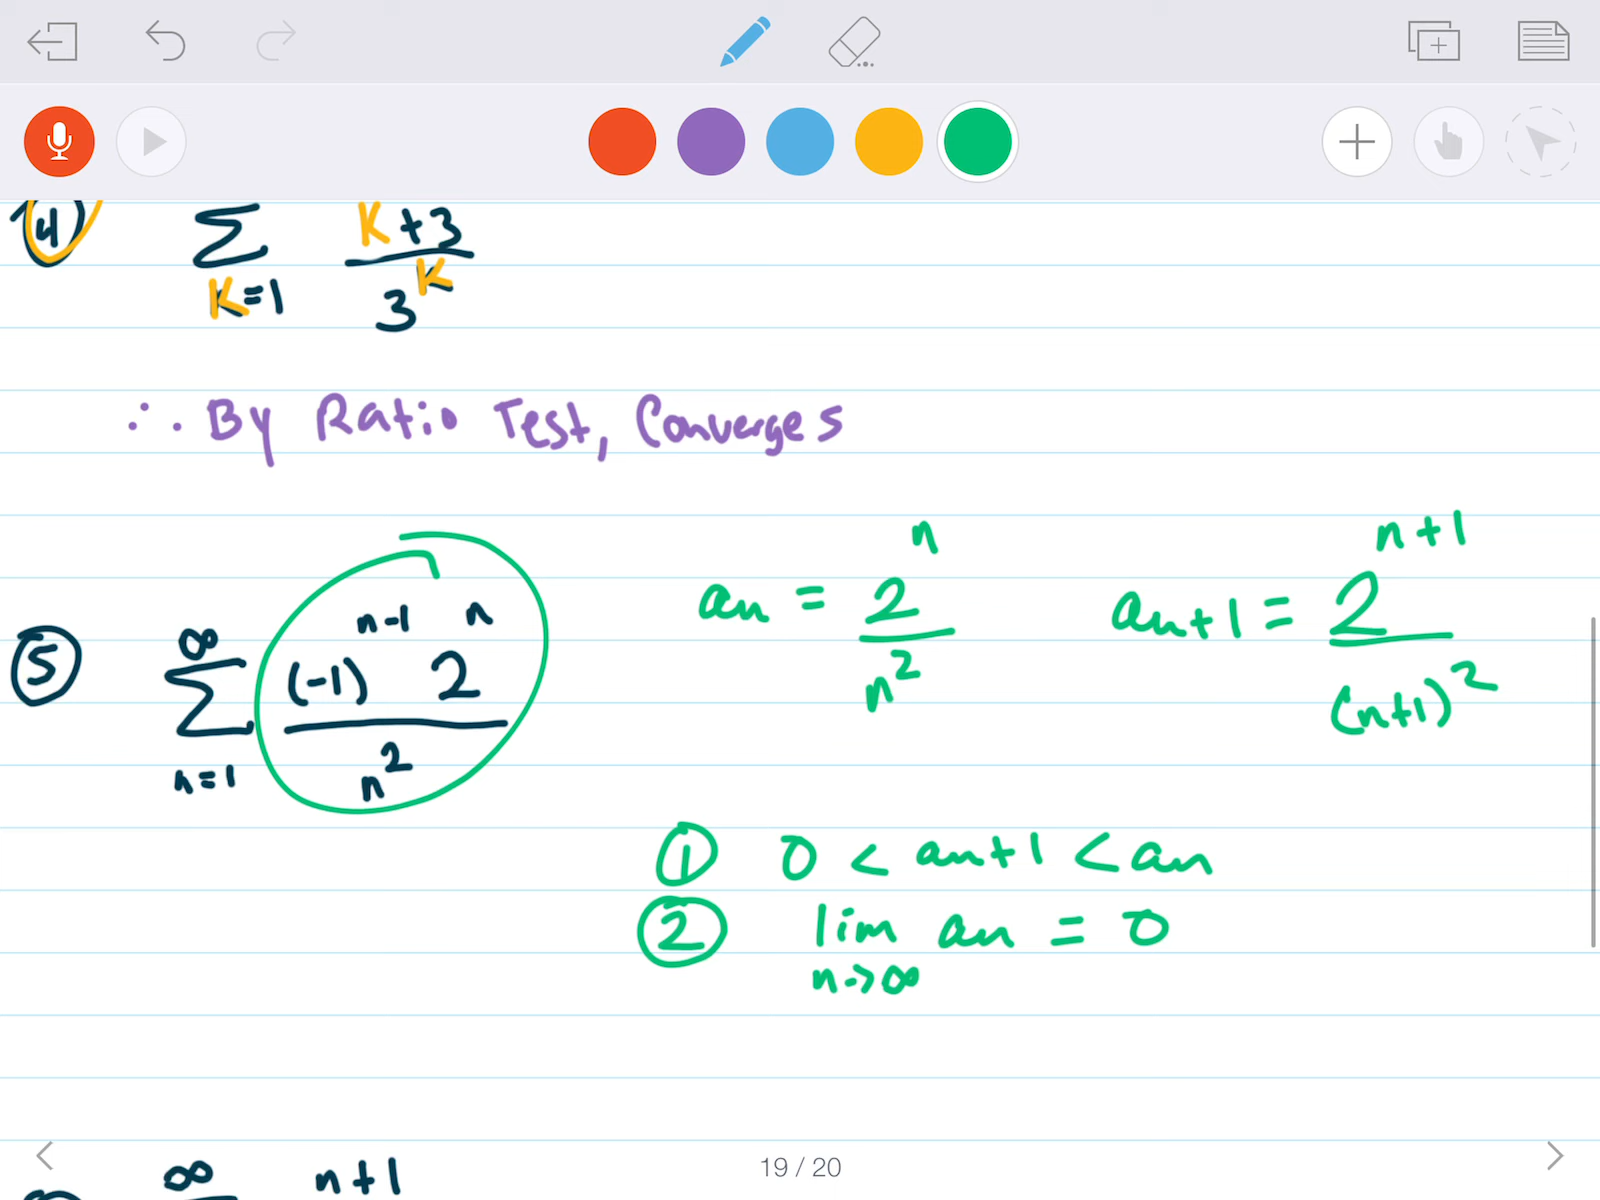 (4) Σ K=1 K+3 / 3^K
∴ By Ratio Test, Converges
(5) ∞ Σ n=1 (-1)^n-1 2^n / n^2
an = 2^n / n^2
an+1 = 2^n+1 / (n+1)^2
① 0 < an+1 < an
② lim n→∞ an = 0
∞ n+1
19 / 20